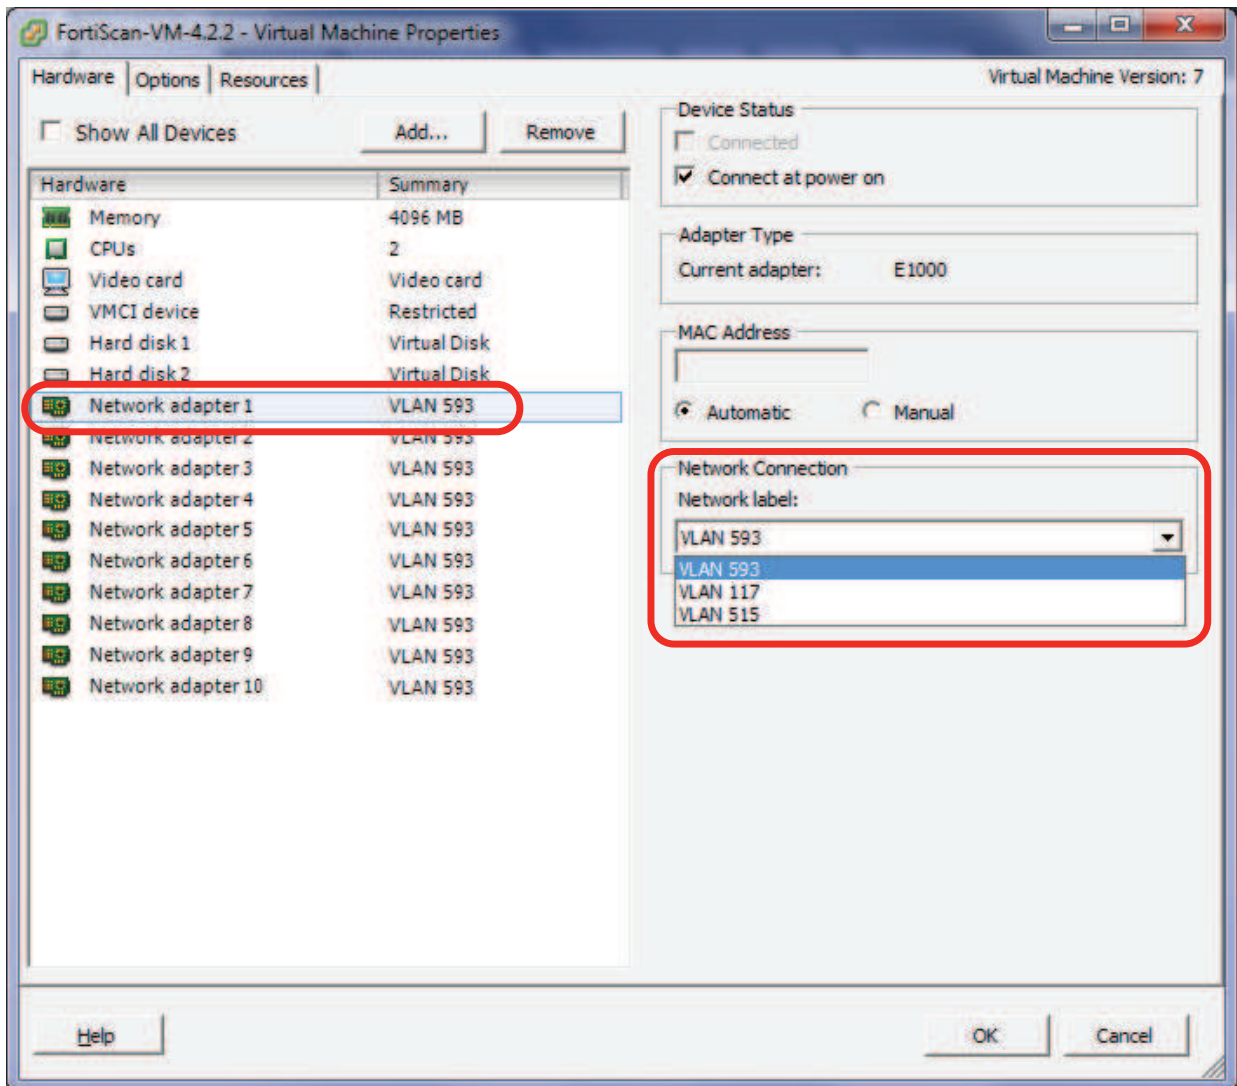 FortiScan-VM-4.2.2 - Virtual Machine Properties
Hardware Options Resources Virtual Machine Version: 7
Show All Devices Add... Remove
Hardware Summary
Memory 4096 MB
CPUs 2
Video card Video card
VMCI device Restricted
Hard disk 1 Virtual Disk
Hard disk 2 Virtual Disk
Network adapter 1 VLAN 593
Network adapter 2 VLAN 593
Network adapter 3 VLAN 593
Network adapter 4 VLAN 593
Network adapter 5 VLAN 593
Network adapter 6 VLAN 593
Network adapter 7 VLAN 593
Network adapter 8 VLAN 593
Network adapter 9 VLAN 593
Network adapter 10 VLAN 593
Device Status
Connected
Connect at power on
Adapter Type
Current adapter: E1000
MAC Address
Automatic Manual
Network Connection
Network label:
VLAN 593
VLAN 593
VLAN 117
VLAN 515
Help OK Cancel